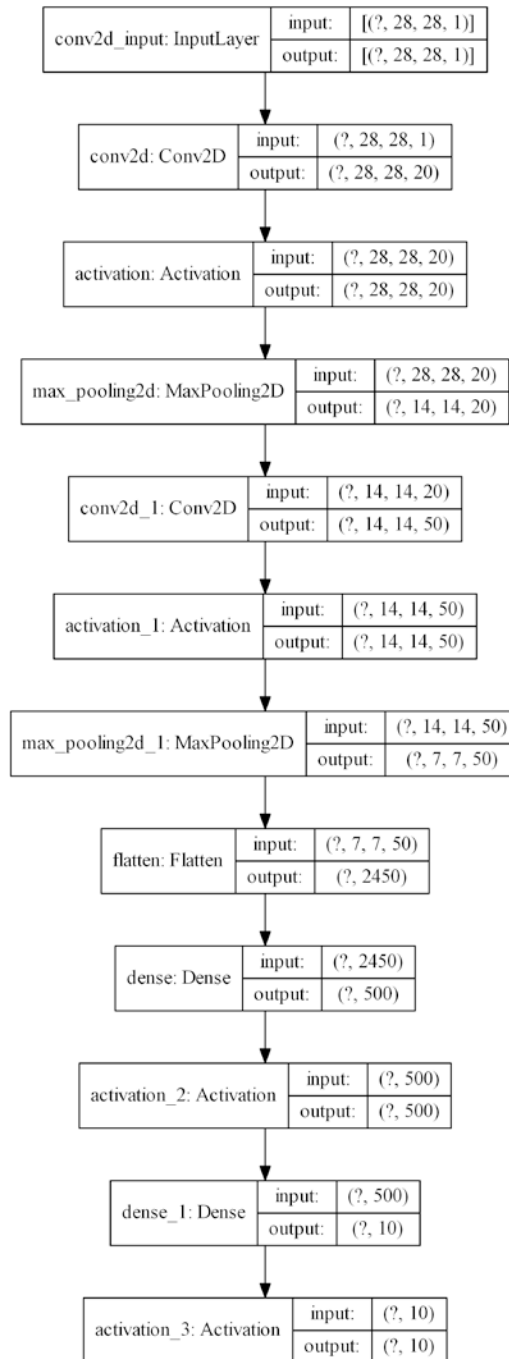 conv2d_input: InputLayer
input: [(?, 28, 28, 1)]
output: [(?, 28, 28, 1)]
conv2d: Conv2D
input: (?, 28, 28, 1)
output: (?, 28, 28, 20)
activation: Activation
input: (?, 28, 28, 20)
output: (?, 28, 28, 20)
max_pooling2d: MaxPooling2D
input: (?, 28, 28, 20)
output: (?, 14, 14, 20)
conv2d_1: Conv2D
input: (?, 14, 14, 20)
output: (?, 14, 14, 50)
activation_1: Activation
input: (?, 14, 14, 50)
output: (?, 14, 14, 50)
max_pooling2d_1: MaxPooling2D
input: (?, 14, 14, 50)
output: (?, 7, 7, 50)
flatten: Flatten
input: (?, 7, 7, 50)
output: (?, 2450)
dense: Dense
input: (?, 2450)
output: (?, 500)
activation_2: Activation
input: (?, 500)
output: (?, 500)
dense_1: Dense
input: (?, 500)
output: (?, 10)
activation_3: Activation
input: (?, 10)
output: (?, 10)